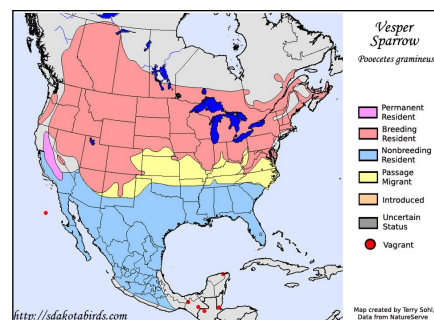 Vesper
Sparrow
Pooecetes gramineus
Permanent
Resident
Breeding
Resident
Nonbreeding
Resident
Passage
Migrant
Introduced
Uncertain
Status
Vagrant
http://sdakotabirds.com
Map created by Terry Sohl,
Data from NatureServe